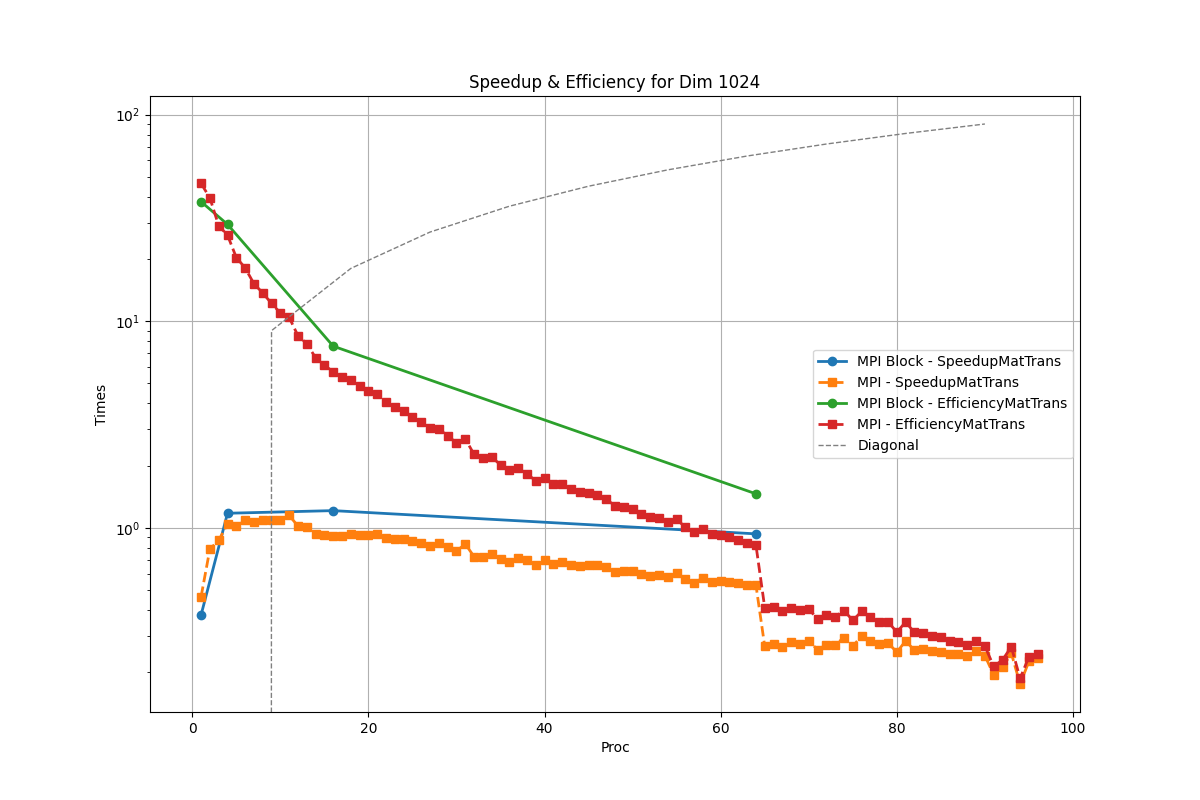 Speedup & Efficiency for Dim 1024
10²
10¹
10⁰
Times
MPI Block - SpeedupMatTrans
MPI - SpeedupMatTrans
MPI Block - EfficiencyMatTrans
MPI - EfficiencyMatTrans
Diagonal
0 20 40 60 80 100
Proc